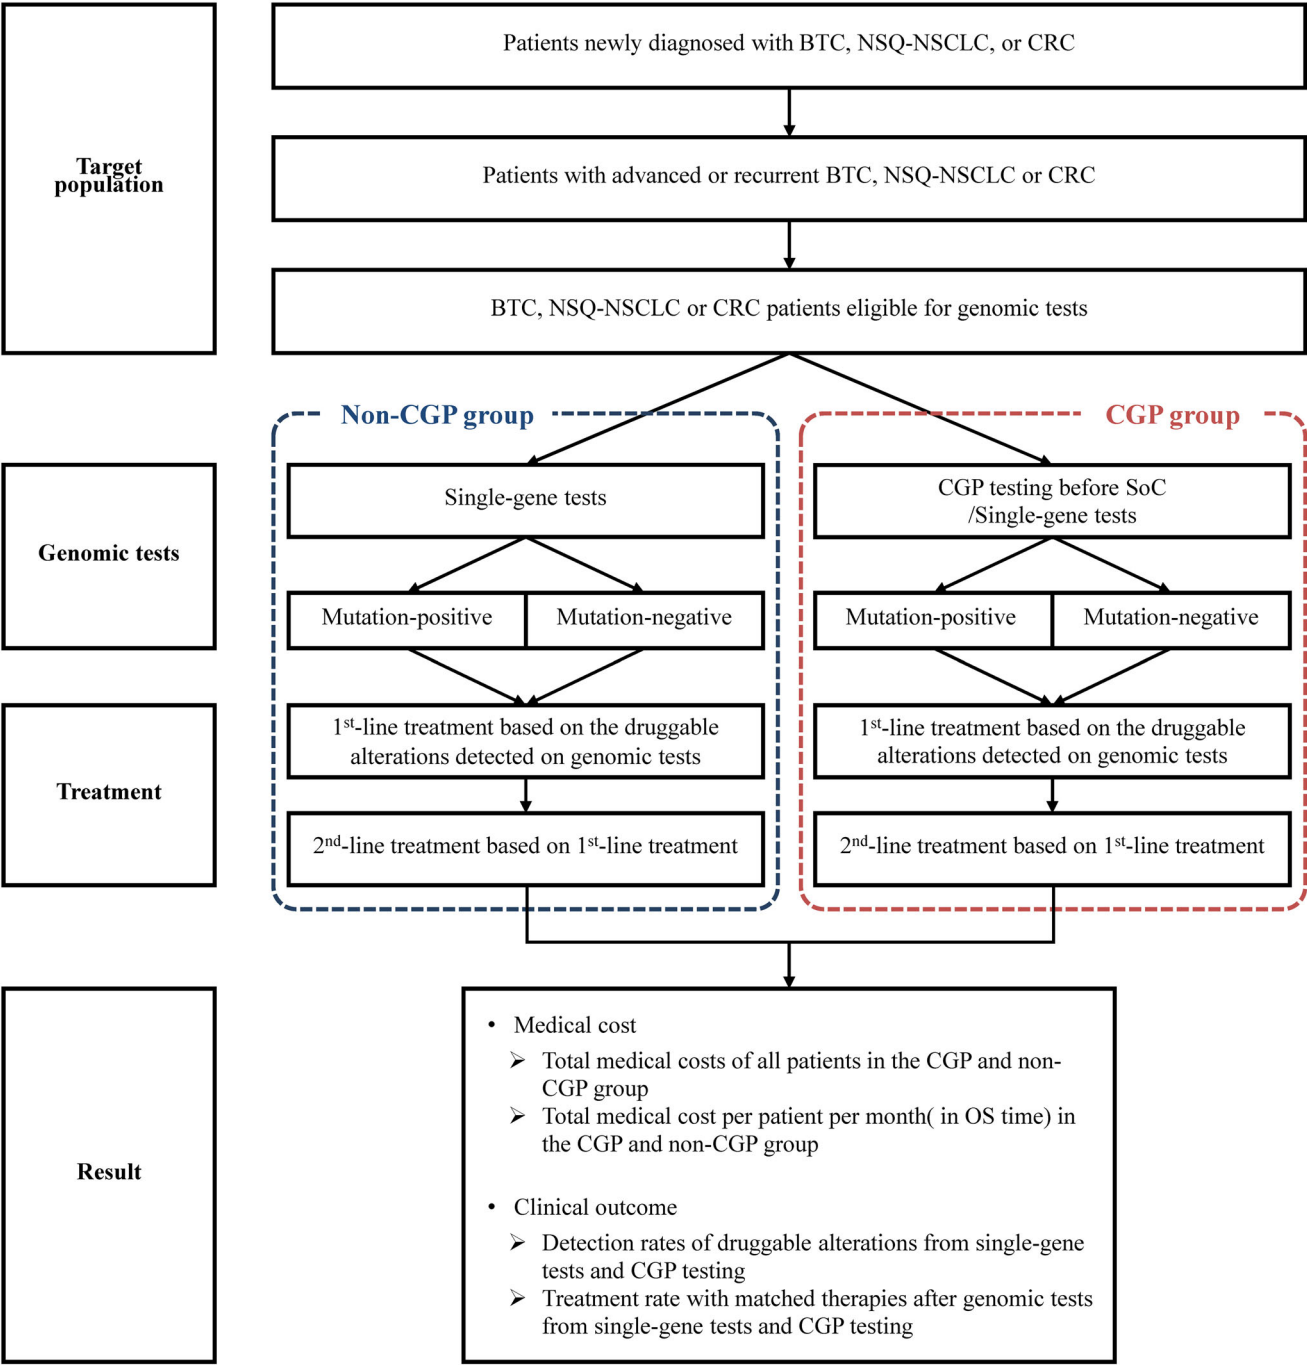 Patients newly diagnosed with BTC, NSQ-NSCLC, or CRC
Target
population
Patients with advanced or recurrent BTC, NSQ-NSCLC or CRC
BTC, NSQ-NSCLC or CRC patients eligible for genomic tests
Non-CGP group
CGP group
Genomic tests
Single-gene tests
CGP testing before SoC
/Single-gene tests
Mutation-positive
Mutation-negative
Mutation-positive
Mutation-negative
Treatment
1st-line treatment based on the druggable
alterations detected on genomic tests
1st-line treatment based on the druggable
alterations detected on genomic tests
2nd-line treatment based on 1st-line treatment
2nd-line treatment based on 1st-line treatment
Result
• Medical cost
➢ Total medical costs of all patients in the CGP and non-
CGP group
➢ Total medical cost per patient per month( in OS time) in
the CGP and non-CGP group
• Clinical outcome
➢ Detection rates of druggable alterations from single-gene
tests and CGP testing
➢ Treatment rate with matched therapies after genomic tests
from single-gene tests and CGP testing